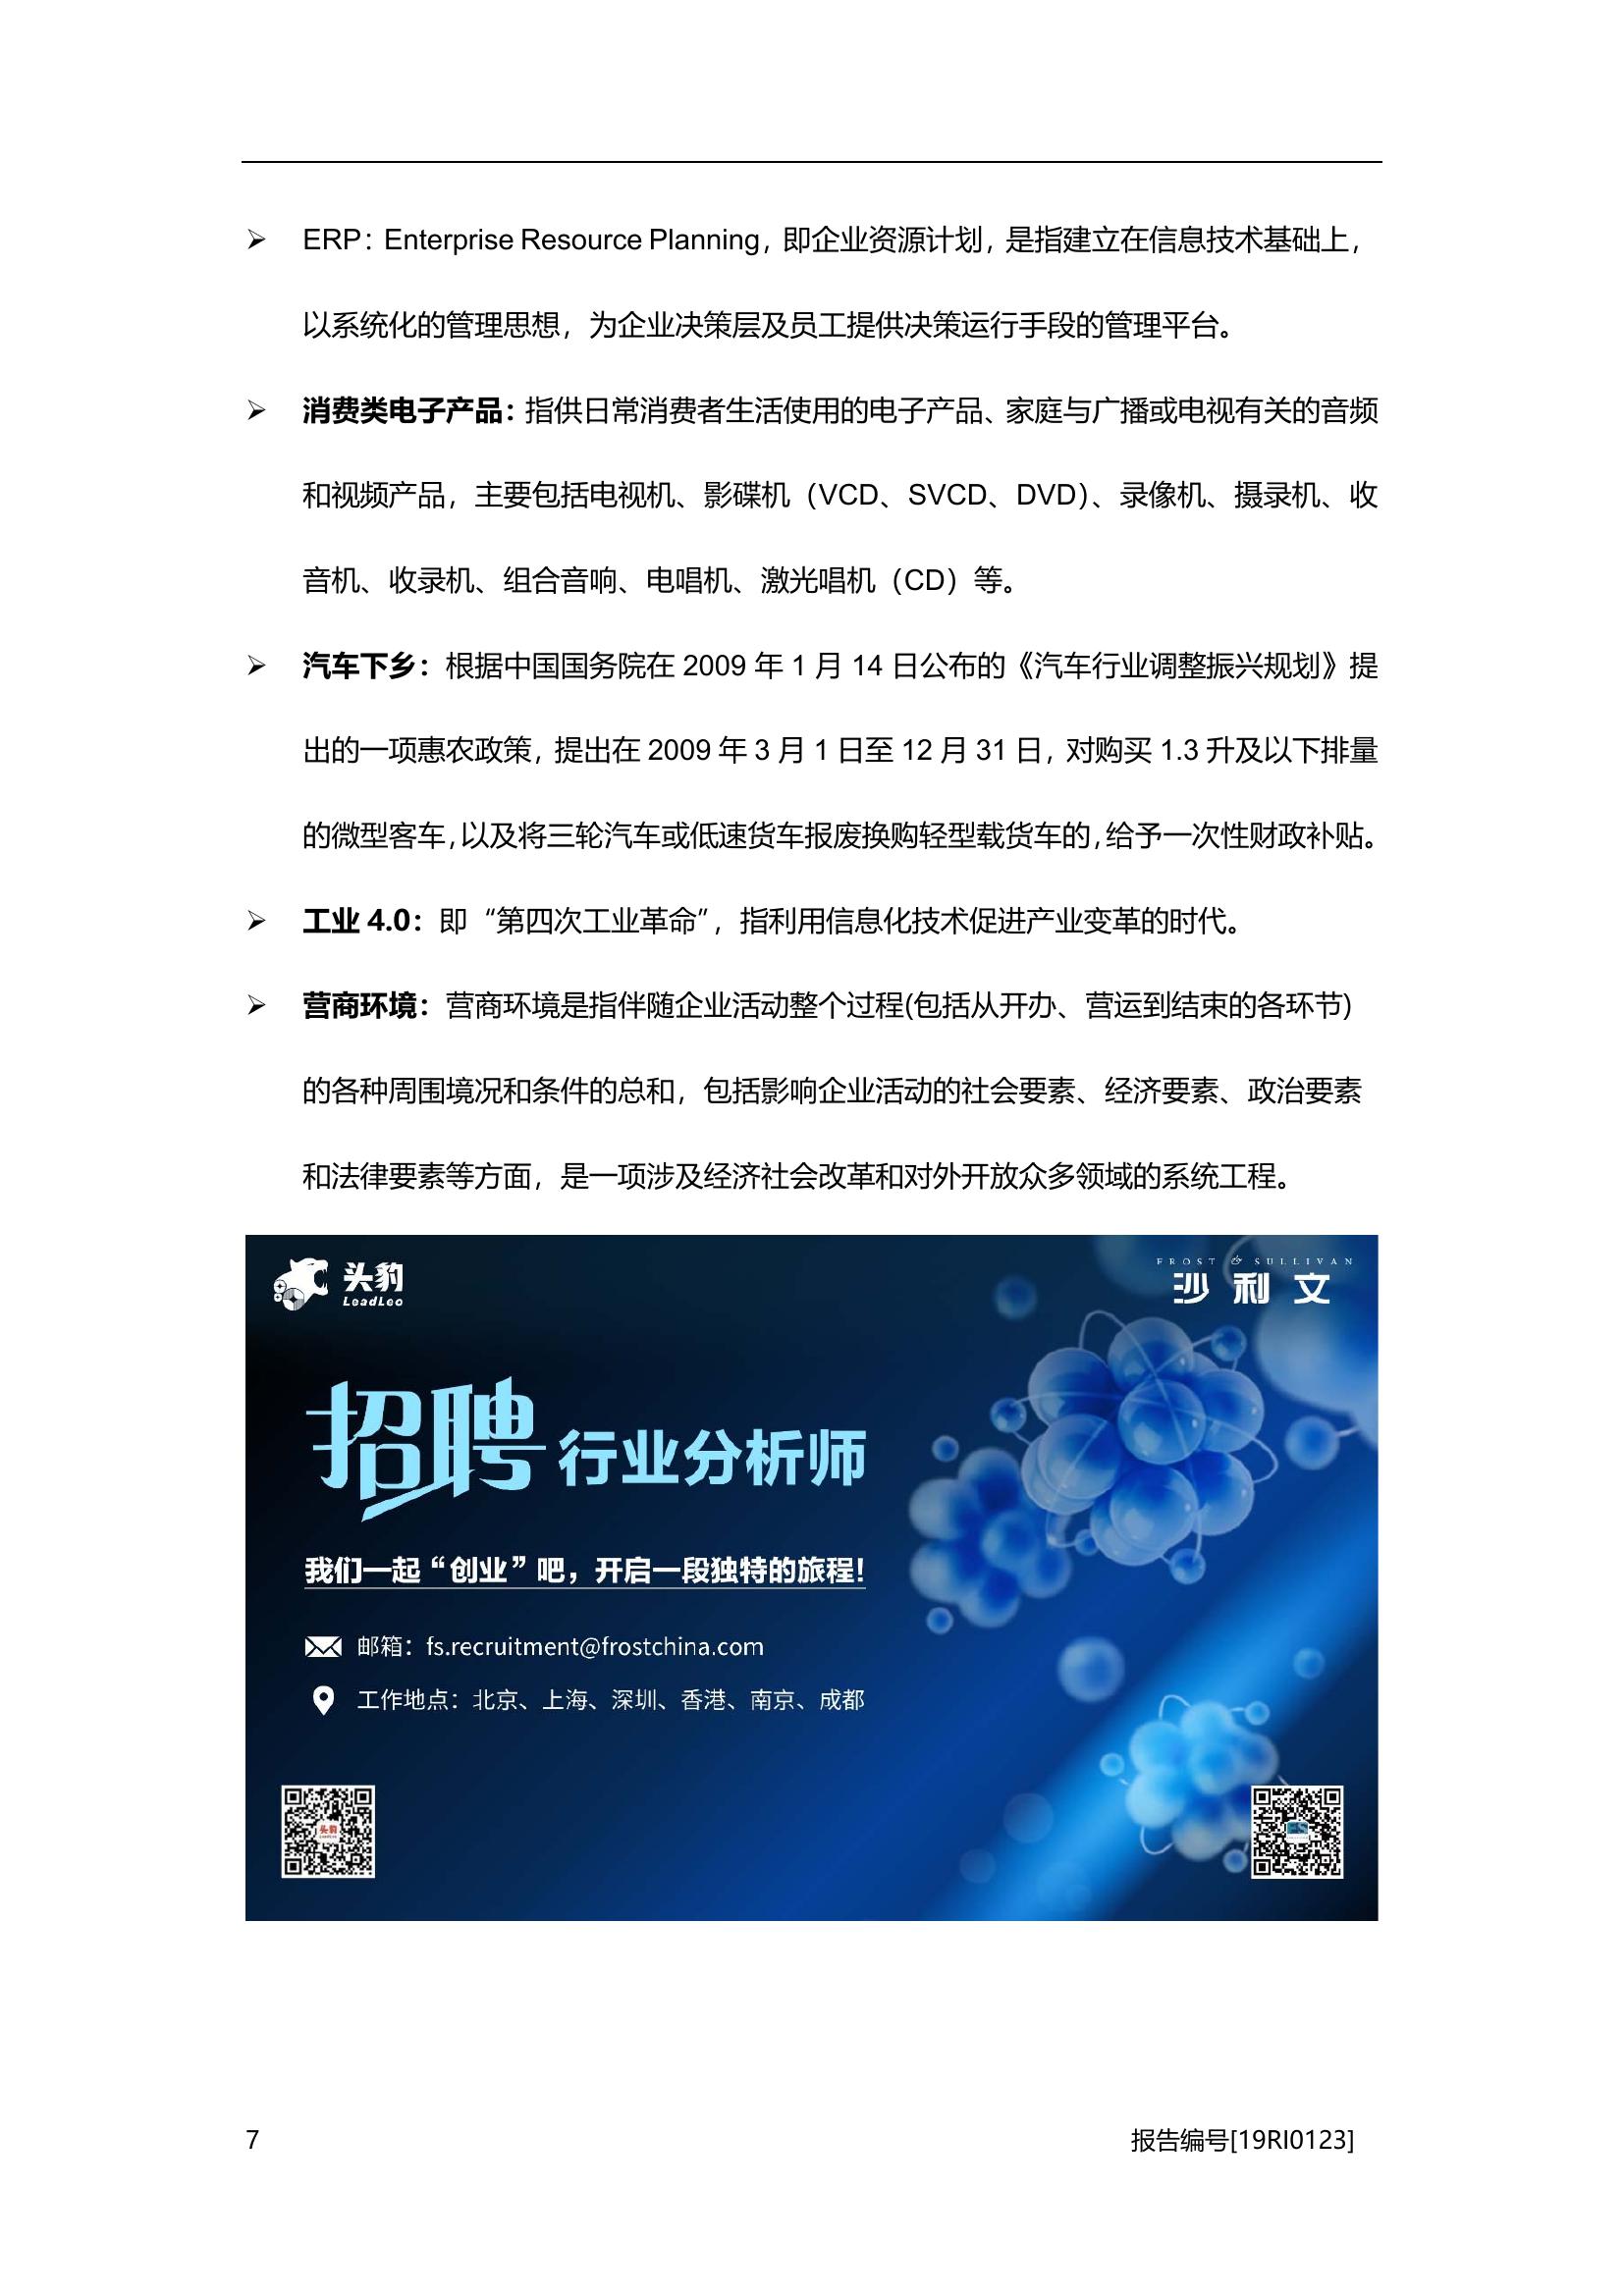 ➢ ERP：Enterprise Resource Planning，即企业资源计划，是指建立在信息技术基础上，
以系统化的管理思想，为企业决策层及员工提供决策运行手段的管理平台。
➢ 消费类电子产品：指供日常消费者生活使用的电子产品、家庭与广播或电视有关的音频
和视频产品，主要包括电视机、影碟机（VCD、SVCD、DVD）、录像机、摄录机、收
音机、收录机、组合音响、电唱机、激光唱机（CD）等。
➢ 汽车下乡：根据中国国务院在 2009 年 1 月 14 日公布的《汽车行业调整振兴规划》提
出的一项惠农政策，提出在 2009 年 3 月 1 日至 12 月 31 日，对购买 1.3 升及以下排量
的微型客车，以及将三轮汽车或低速货车报废换购轻型载货车的，给予一次性财政补贴。
➢ 工业 4.0：即“第四次工业革命”，指利用信息化技术促进产业变革的时代。
➢ 营商环境：营商环境是指伴随企业活动整个过程(包括从开办、营运到结束的各环节)
的各种周围境况和条件的总和，包括影响企业活动的社会要素、经济要素、政治要素
和法律要素等方面，是一项涉及经济社会改革和对外开放众多领域的系统工程。
头豹
LeadLeo
FROST & SULLIVAN
沙利文
招聘 行业分析师
我们一起“创业”吧，开启一段独特的旅程！
邮箱：fs.recruitment@frostchina.com
工作地点：北京、上海、深圳、香港、南京、成都
头豹
7
报告编号[19RI0123]